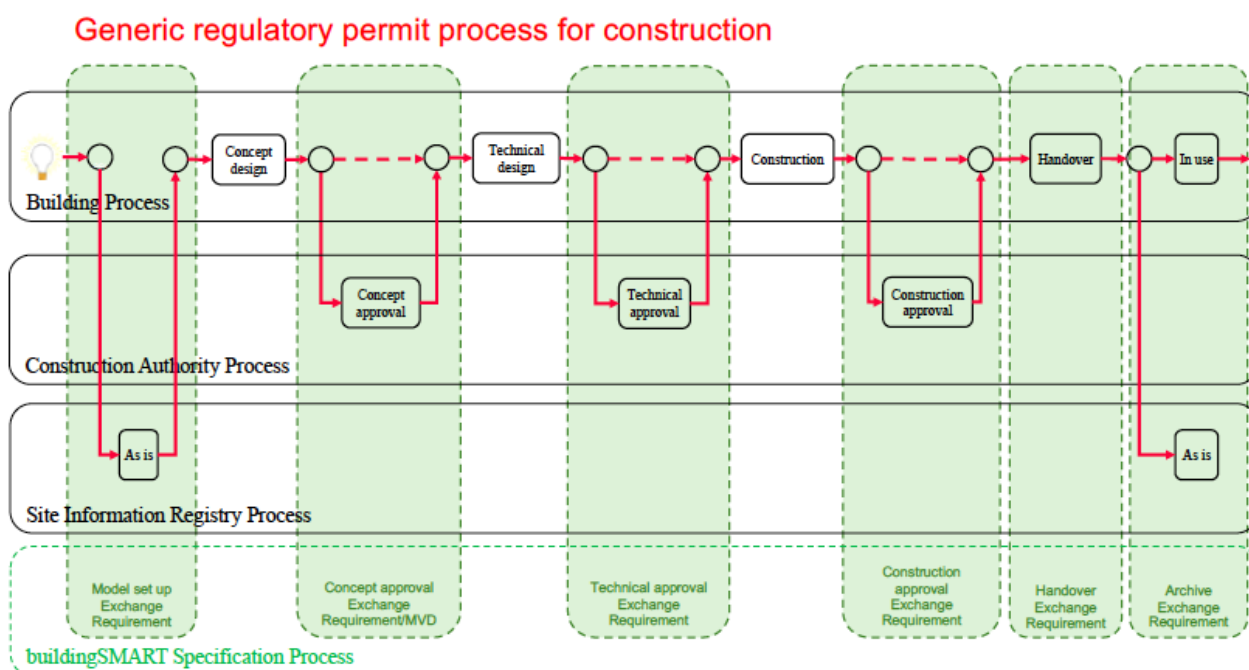 Generic regulatory permit process for construction
Concept
design
Technical
design
Construction
Handover
In use
Building Process
Concept
approval
Technical
approval
Construction
approval
Construction Authority Process
As is
As is
Site Information Registry Process
Model set up
Exchange
Requirement
Concept approval
Exchange
Requirement/MVD
Technical approval
Exchange
Requirement
Construction
approval
Exchange
Requirement
Handover
Exchange
Requirement
Archive
Exchange
Requirement
buildingSMART Specification Process